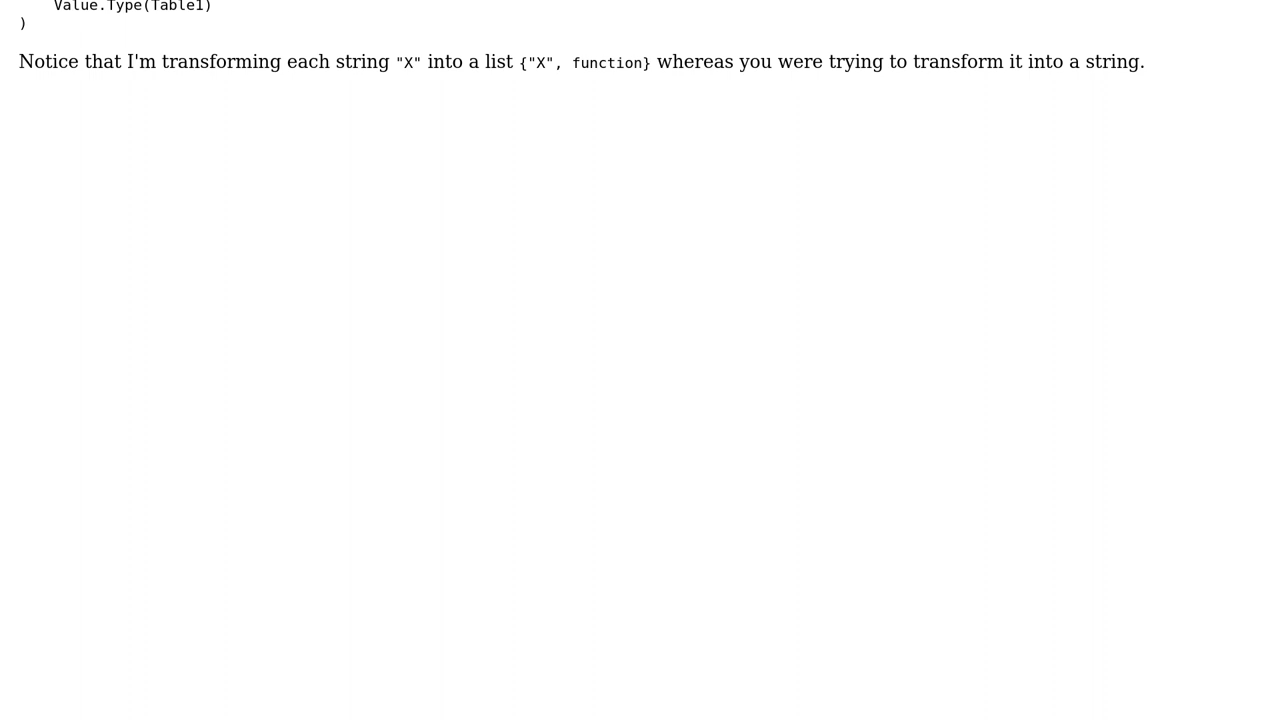 Value.Type(Table1)
)
Notice that I'm transforming each string "X" into a list {"X", function} whereas you were trying to transform it into a string.